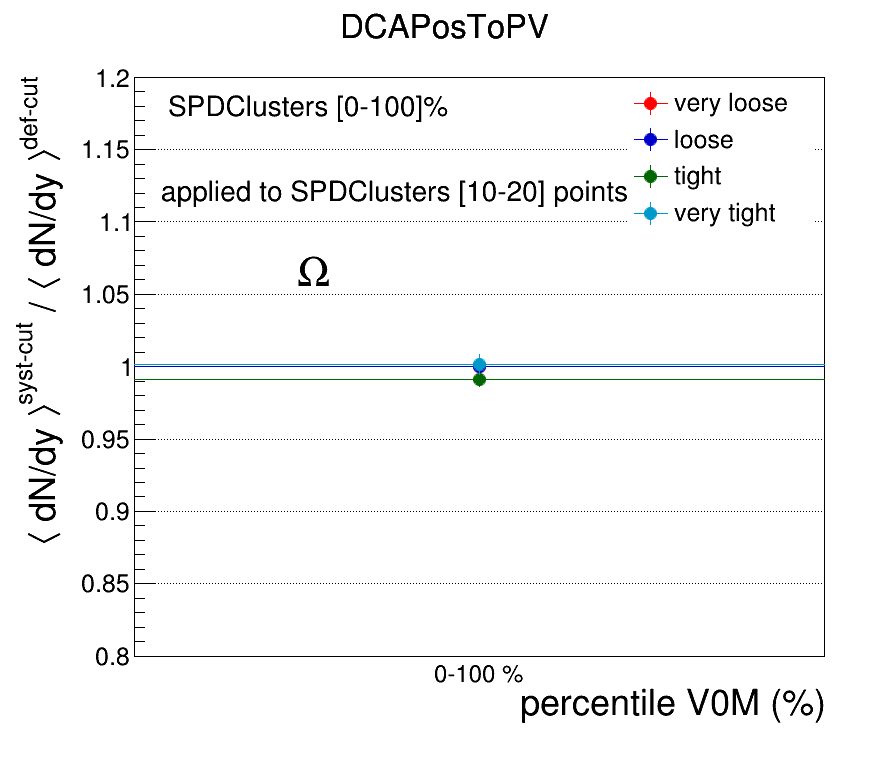 DCAPosToPV
⟨ dN/dy ⟩^syst-cut / ⟨ dN/dy ⟩^def-cut
1.2
1.15
1.1
1.05
1
0.95
0.9
0.85
0.8
SPDClusters [0-100]%
applied to SPDClusters [10-20] points
Ω
very loose
loose
tight
very tight
0-100 %
percentile V0M (%)